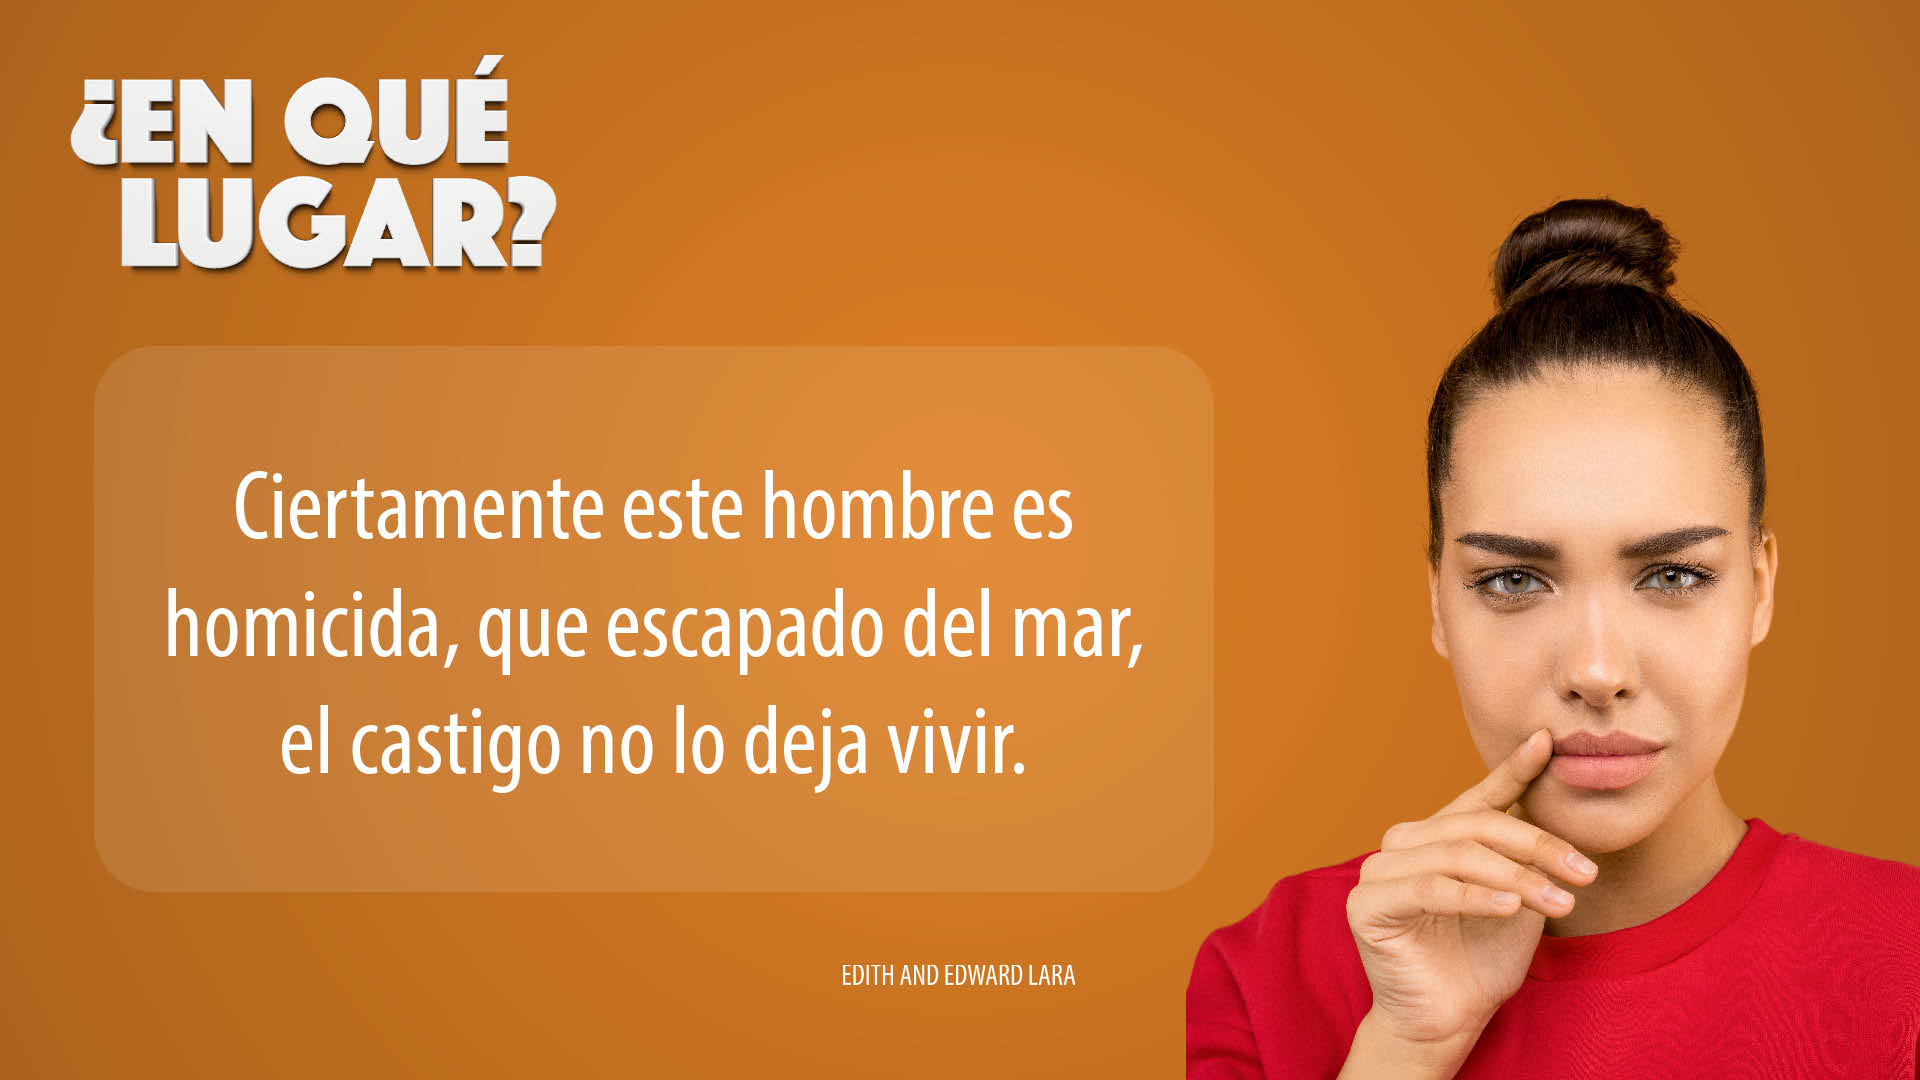 ¿EN QUÉ
LUGAR?
Ciertamente este hombre es
homicida, que escapado del mar,
el castigo no lo deja vivir.
EDITH AND EDWARD LARA